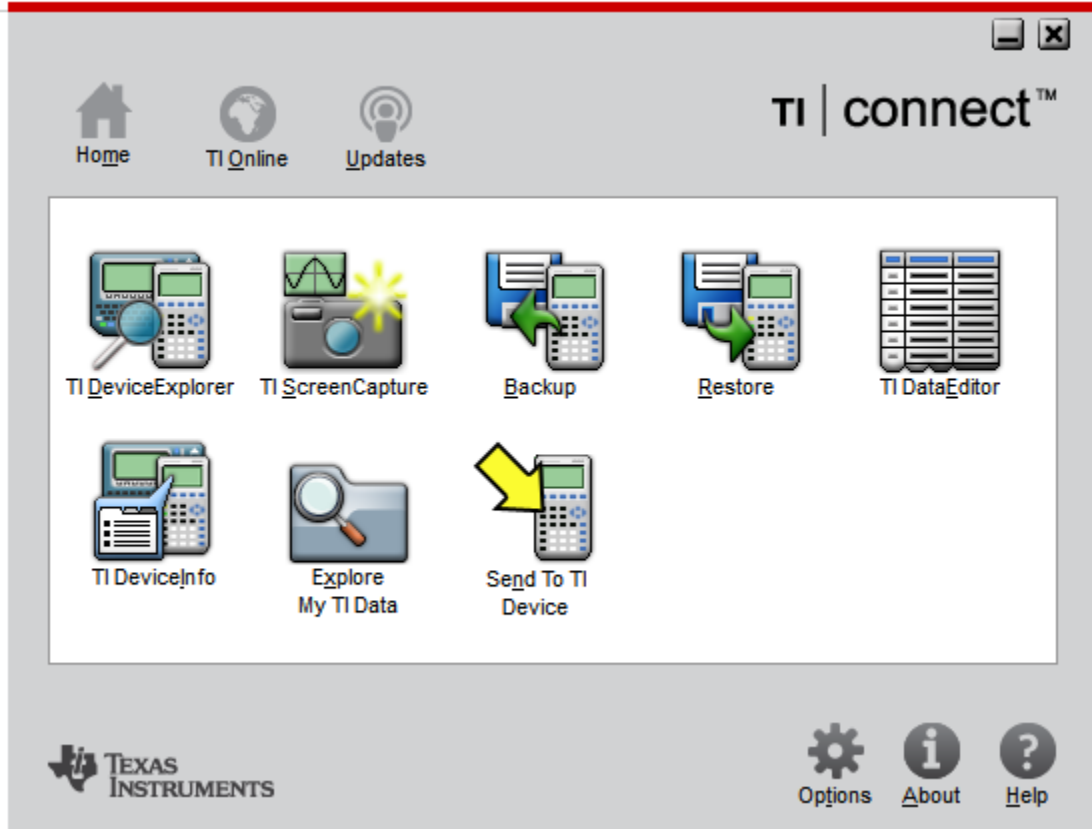 TI | connect™
Home
TI Online
Updates
TI DeviceExplorer
TI ScreenCapture
Backup
Restore
TI DataEditor
TI DeviceInfo
Explore
My TI Data
Send To TI
Device
TEXAS
INSTRUMENTS
Options
About
Help